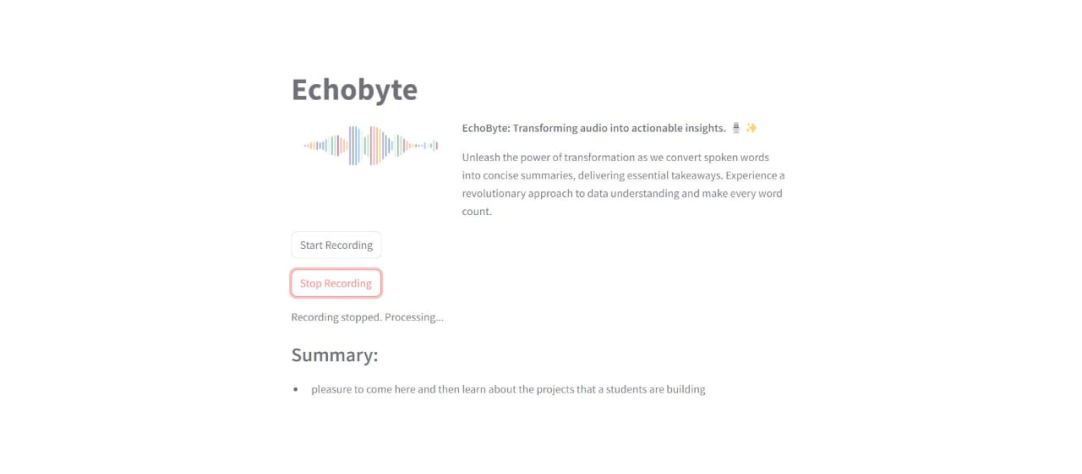 Echobyte
EchoByte: Transforming audio into actionable insights. 🎙️ ✨
Unleash the power of transformation as we convert spoken words
into concise summaries, delivering essential takeaways. Experience a
revolutionary approach to data understanding and make every word
count.
Start Recording
Stop Recording
Recording stopped. Processing...
Summary:
• pleasure to come here and then learn about the projects that a students are building